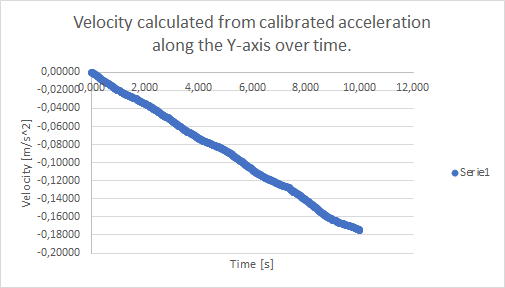 Velocity calculated from calibrated acceleration
along the Y-axis over time.
0,00000
0,000 2,000 4,000 6,000 8,000 10,000 12,000
-0,02000
-0,04000
-0,06000
-0,08000
-0,10000
-0,12000
-0,14000
-0,16000
-0,18000
-0,20000
Velocity [m/s^2]
Time [s]
Serie1